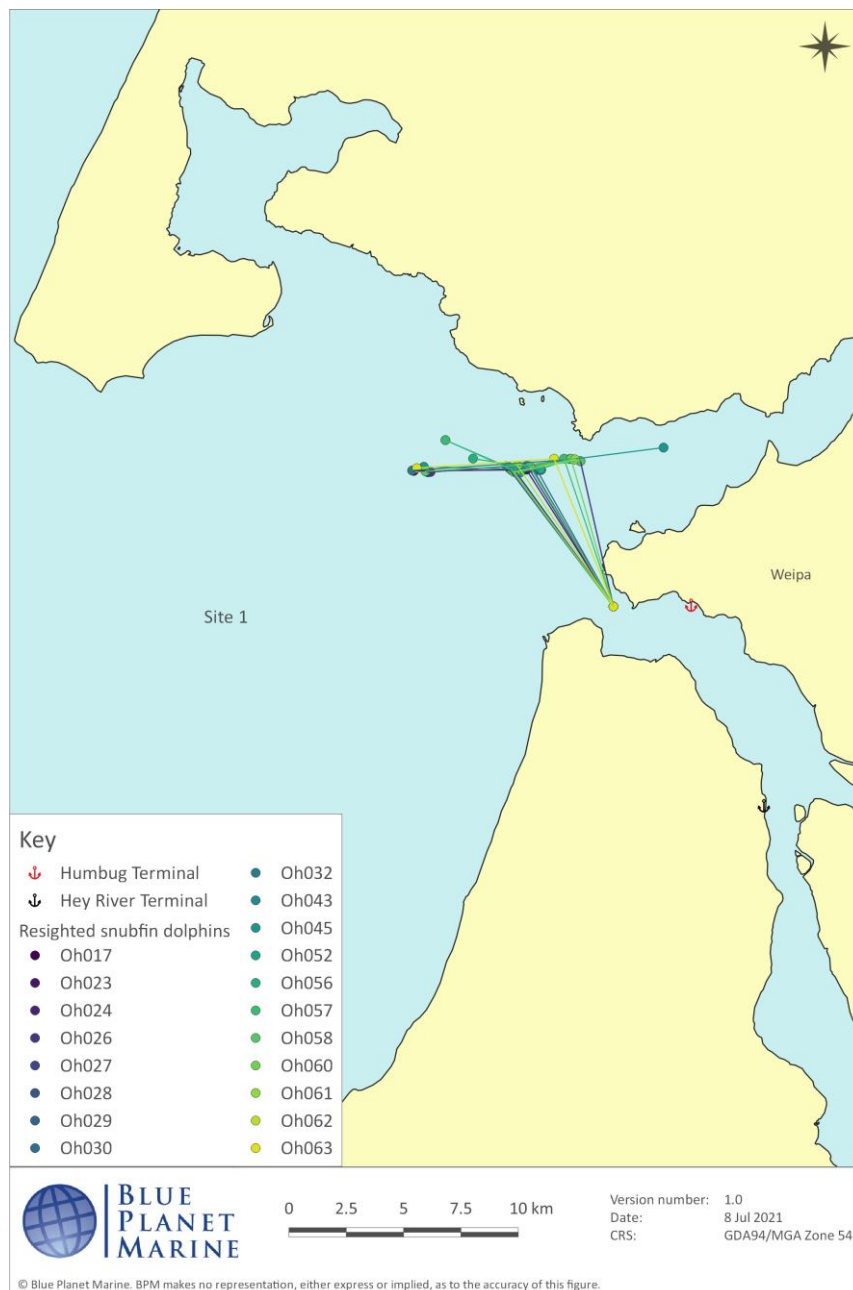 Weipa
Site 1
Key
Humbug Terminal
Hey River Terminal
Resighted snubfin dolphins
Oh017
Oh023
Oh024
Oh026
Oh027
Oh028
Oh029
Oh030
Oh032
Oh043
Oh045
Oh052
Oh056
Oh057
Oh058
Oh060
Oh061
Oh062
Oh063
BLUE
PLANET
MARINE
0 2.5 5 7.5 10 km
Version number: 1.0
Date: 8 Jul 2021
CRS: GDA94/MGA Zone 54
© Blue Planet Marine. BPM makes no representation, either express or implied, as to the accuracy of this figure.